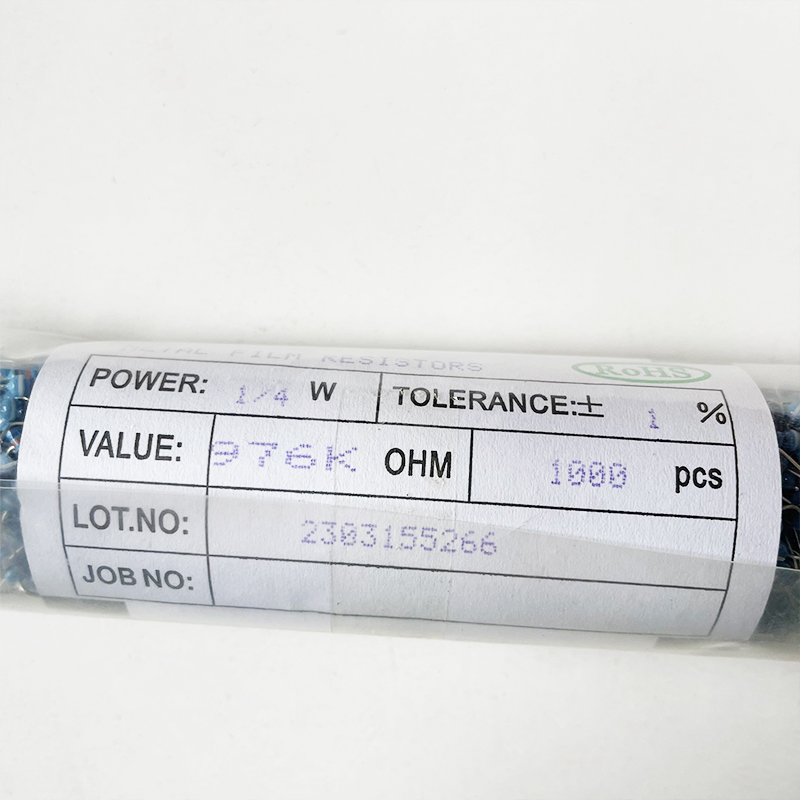 METAL FILM RESISTORS
RoHS
POWER: 1/4 W TOLERANCE:± 1 %
VALUE: 976K OHM 1000 pcs
LOT.NO: 2303155266
JOB NO: